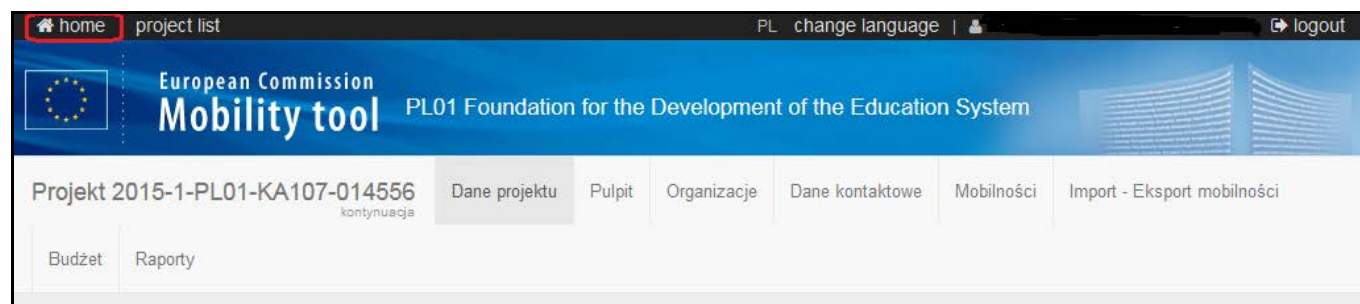 home project list PL change language | logout
European Commission
Mobility tool PL01 Foundation for the Development of the Education System
Projekt 2015-1-PL01-KA107-014556 Dane projektu Pulpit Organizacje Dane kontaktowe Mobilności Import - Eksport mobilności
kontynuacja
Budżet Raporty